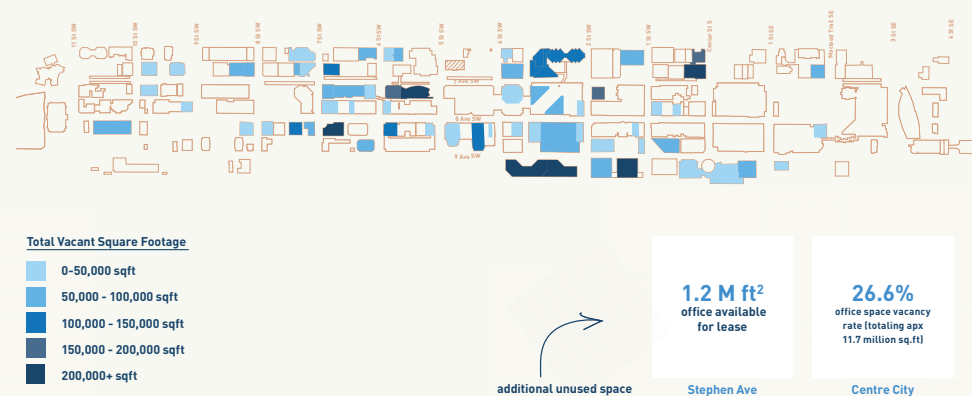 11 St SW
10 St SW
9 St SW
8 St SW
7 St SW
6 St SW
5 St SW
4 St SW
2 St SW
1 St SW
Center St S
1 St SE
Macleod Trail SE
3 St SE
4 St SE
7 Ave SW
8 Ave SW
9 Ave SW
Total Vacant Square Footage
0-50,000 sqft
50,000 - 100,000 sqft
100,000 - 150,000 sqft
150,000 - 200,000 sqft
200,000+ sqft
additional unused space
1.2 M ft²
office available
for lease
Stephen Ave
26.6%
office space vacancy
rate (totaling apx
11.7 million sq.ft)
Centre City